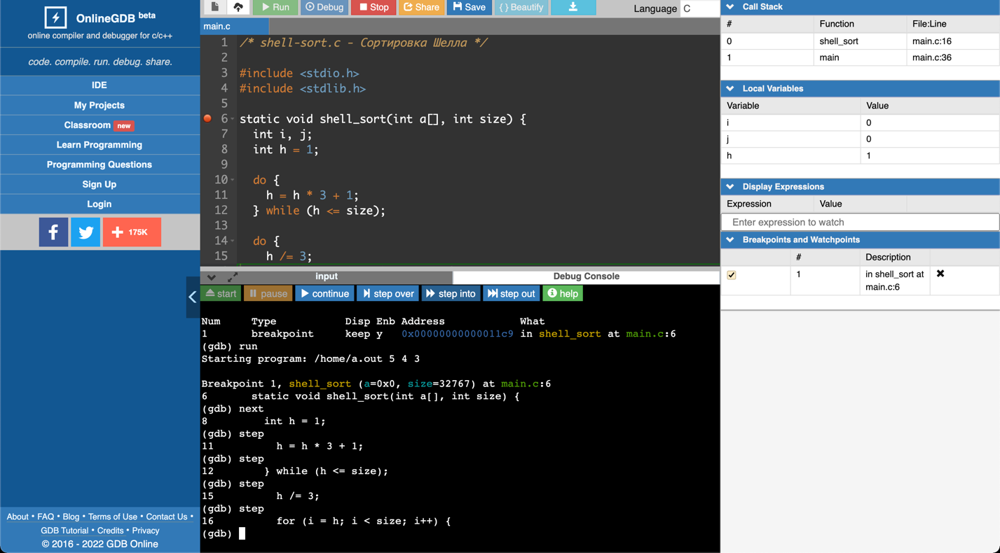 OnlineGDB beta
online compiler and debugger for c/c++
code. compile. run. debug. share.
IDE
My Projects
Classroom new
Learn Programming
Programming Questions
Sign Up
Login
175K
About • FAQ • Blog • Terms of Use • Contact Us •
GDB Tutorial • Credits • Privacy
© 2016 - 2022 GDB Online
Run Debug Stop Share Save { } Beautify Language C
main.c
1 /* shell-sort.c - Сортировка Шелла */
2
3 #include <stdio.h>
4 #include <stdlib.h>
5
6 static void shell_sort(int a[], int size) {
7 int i, j;
8 int h = 1;
9
10 do {
11 h = h * 3 + 1;
12 } while (h <= size);
13
14 do {
15 h /= 3;
input Debug Console
start pause continue step over step into step out help
Num Type Disp Enb Address What
1 breakpoint keep y 0x00000000000011c9 in shell_sort at main.c:6
(gdb) run
Starting program: /home/a.out 5 4 3
Breakpoint 1, shell_sort (a=0x0, size=32767) at main.c:6
6 static void shell_sort(int a[], int size) {
(gdb) next
8 int h = 1;
(gdb) step
11 h = h * 3 + 1;
(gdb) step
12 } while (h <= size);
(gdb) step
15 h /= 3;
(gdb) step
16 for (i = h; i < size; i++) {
(gdb)
Call Stack
# Function File:Line
0 shell_sort main.c:16
1 main main.c:36
Local Variables
Variable Value
i 0
j 0
h 1
Display Expressions
Expression Value
Enter expression to watch
Breakpoints and Watchpoints
# Description
1 in shell_sort at
main.c:6